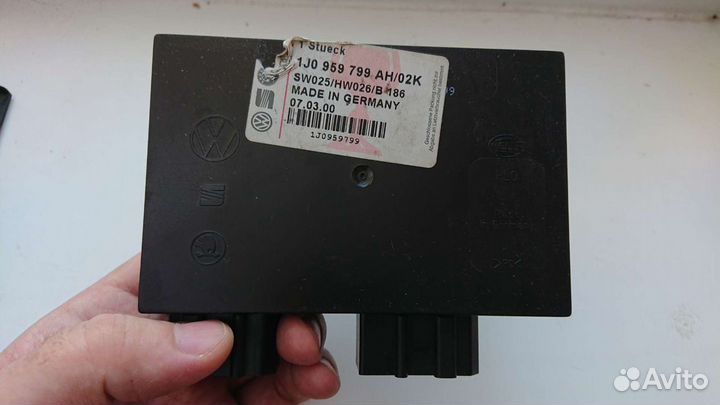 1 Stueck
1J0 959 799 AH/02K
SW025/HW026/B 186
MADE IN GERMANY
07.03.00
1J0959799
Avito